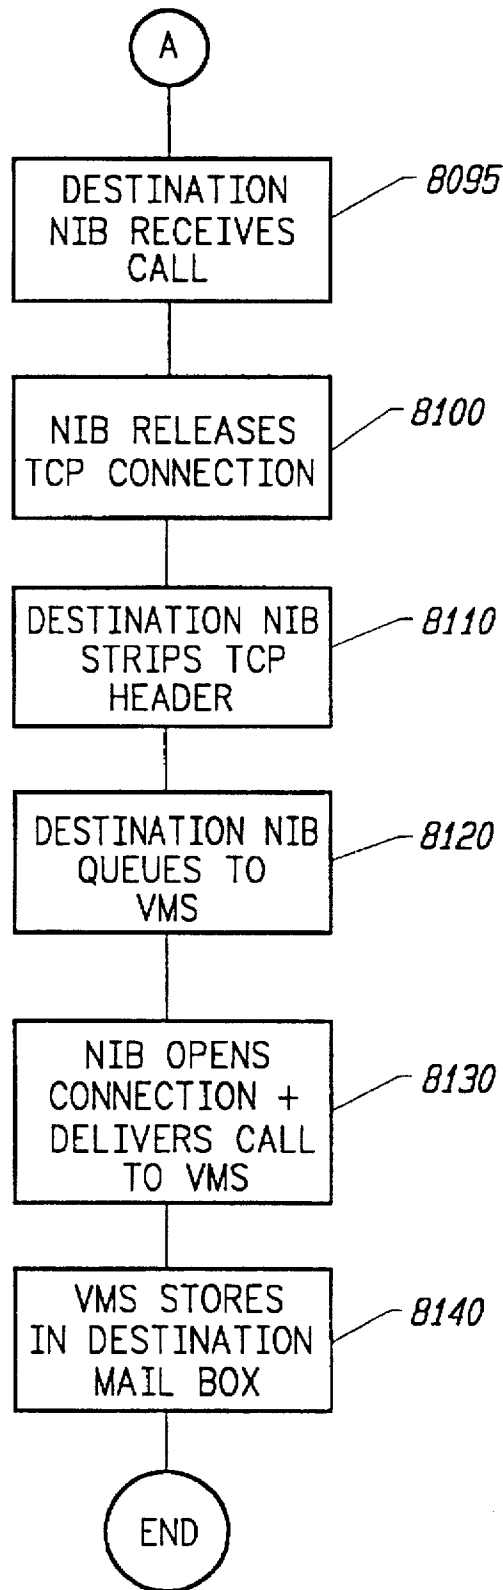 A
DESTINATION
NIB RECEIVES
CALL
8095
NIB RELEASES
TCP CONNECTION
8100
DESTINATION NIB
STRIPS TCP
HEADER
8110
DESTINATION NIB
QUEUES TO
VMS
8120
NIB OPENS
CONNECTION +
DELIVERS CALL
TO VMS
8130
VMS STORES
IN DESTINATION
MAIL BOX
8140
END